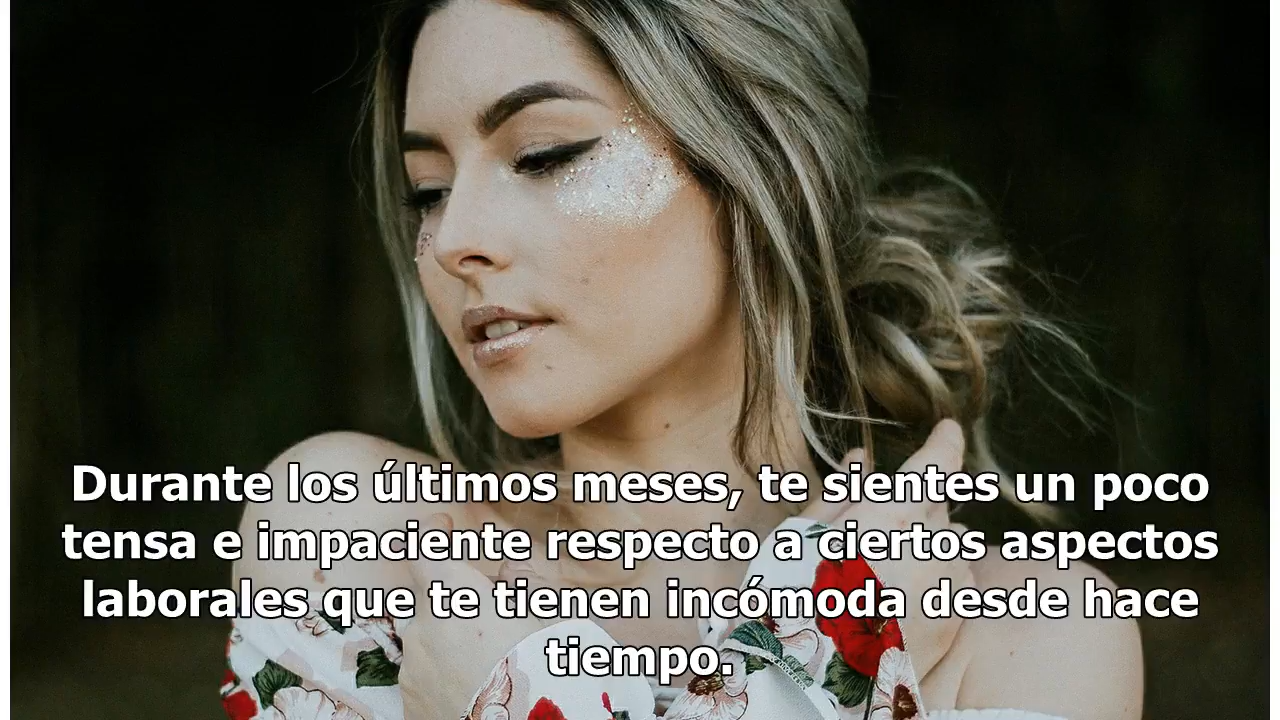 Durante los últimos meses, te sientes un poco
tensa e impaciente respecto a ciertos aspectos
laborales que te tienen incómoda desde hace
tiempo.